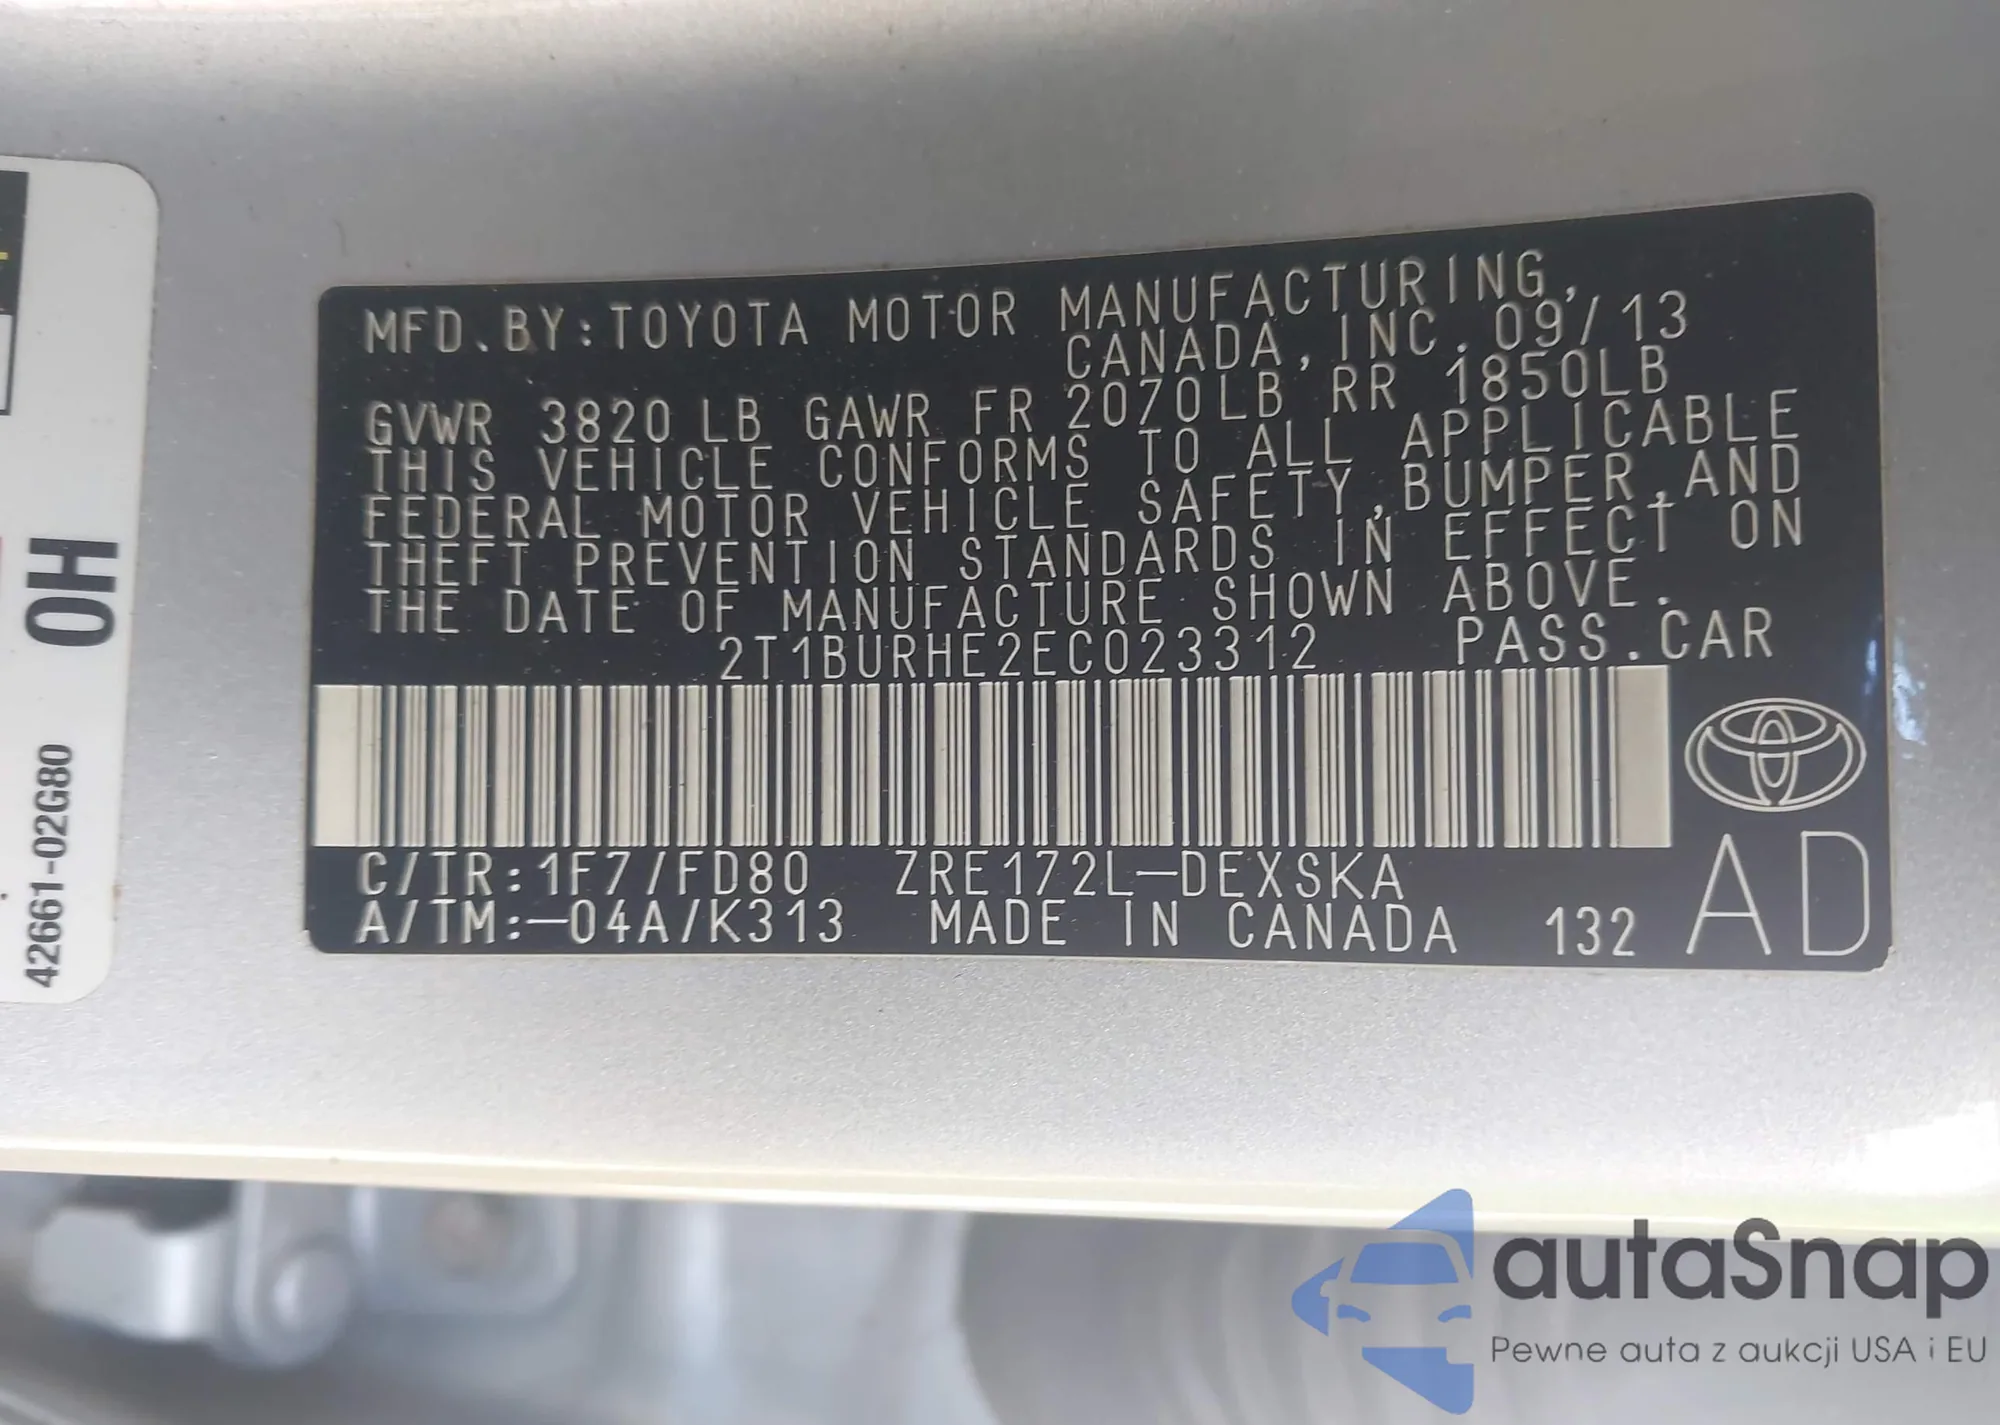 MFD. BY: TOYOTA MOTOR MANUFACTURING,
CANADA, INC. 09/13
GVWR 3820 LB GAWR FR 2070LB RR 1850LB
THIS VEHICLE CONFORMS TO ALL APPLICABLE
FEDERAL MOTOR VEHICLE SAFETY, BUMPER, AND
THEFT PREVENTION STANDARDS IN EFFECT ON
THE DATE OF MANUFACTURE SHOWN ABOVE.
2T1BURHE2EC023312 PASS. CAR
C/TR: 1F7/FD80 ZRE172L-DEXSKA
A/TM: -04A/K313 MADE IN CANADA 132 AD
OH
42661-02G80
autaSnap
Pewne auta z aukcji USA i EU